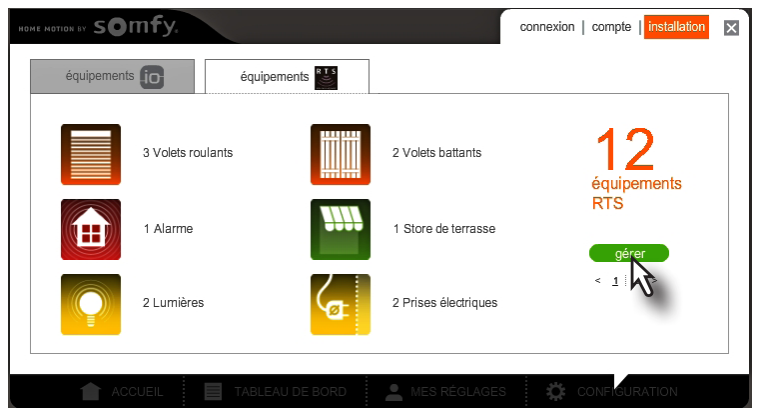 HOME MOTION BY somfy.
connexion | compte | installation
équipements io
équipements RTS
3 Volets roulants
2 Volets battants
1 Alarme
1 Store de terrasse
2 Lumières
2 Prises électriques
12
équipements
RTS
gérer
< 1
ACCUEIL
TABLEAU DE BORD
MES RÉGLAGES
CONFIGURATION